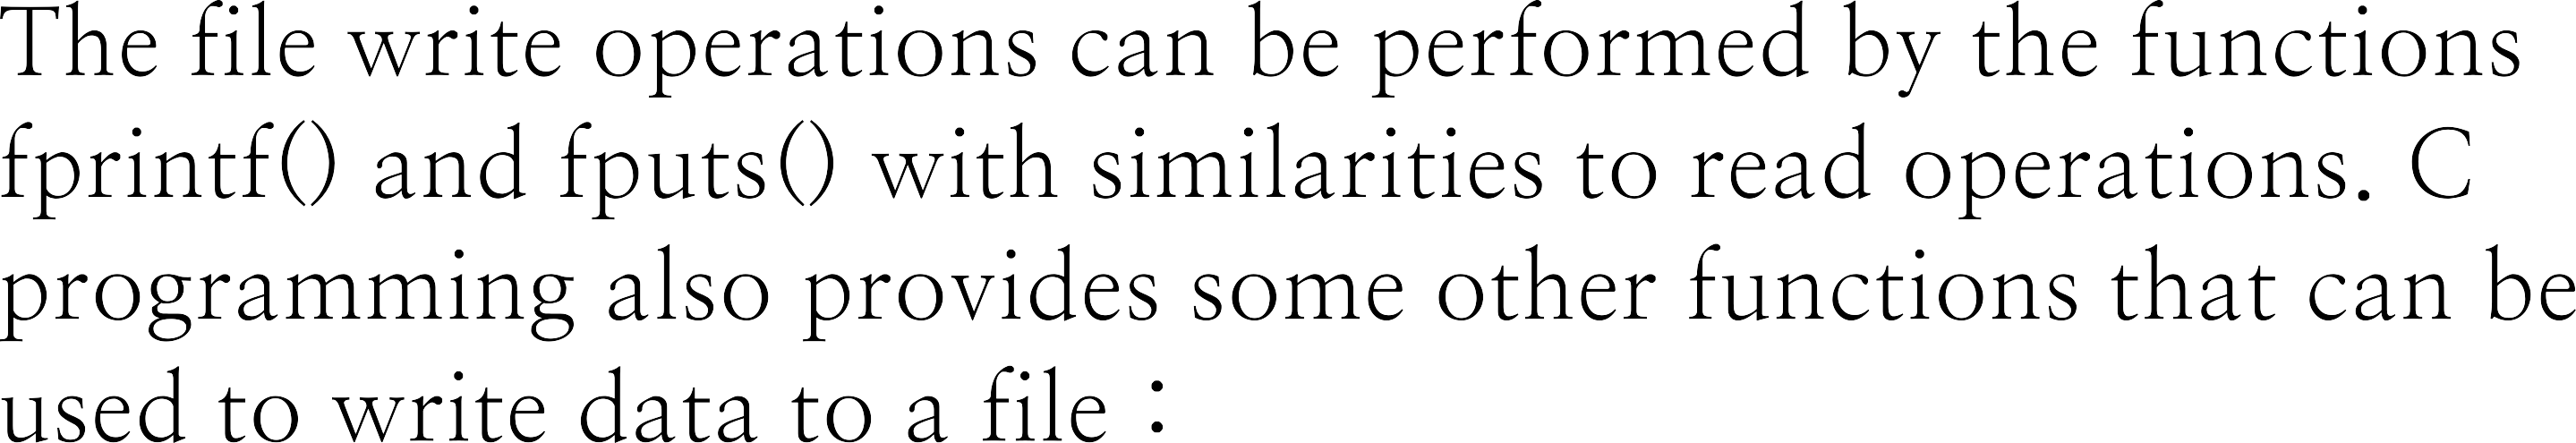 The file write operations can be performed by the functions
fprintf() and fputs() with similarities to read operations. C
programming also provides some other functions that can be
used to write data to a file：